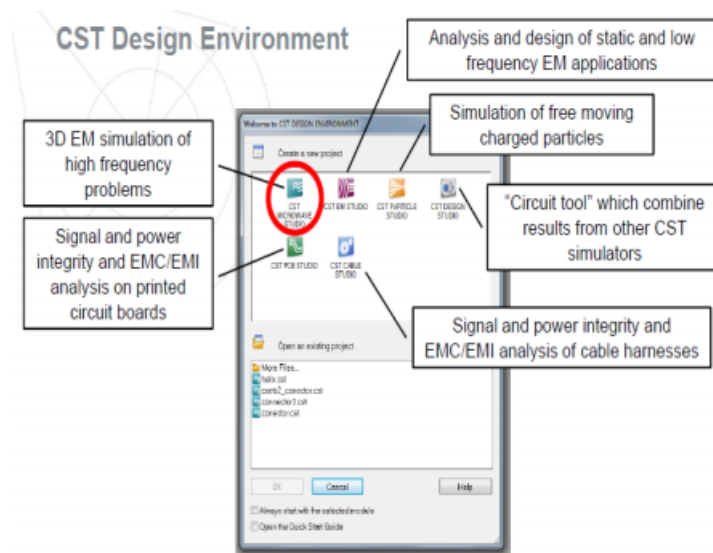 CST Design Environment
Analysis and design of static and low
frequency EM applications
3D EM simulation of
high frequency
problems
Simulation of free moving
charged particles
"Circuit tool" which combine
results from other CST
simulators
Signal and power
integrity and EMC/EMI
analysis on printed
circuit boards
Signal and power integrity and
EMC/EMI analysis of cable harnesses
Welcome to CST DESIGN ENVIRONMENT
Create a new project
CST
MICROWAVE
STUDIO
CST EM STUDIO
CST PARTICLE
STUDIO
CST DESIGN
STUDIO
CST PCB STUDIO
CST CABLE
STUDIO
Open an existing project
More Files...
helix.cst
connector3.cst
conector.cst
OK
Cancel
Help
Always start with the selected module
Open the Quick Start Guide